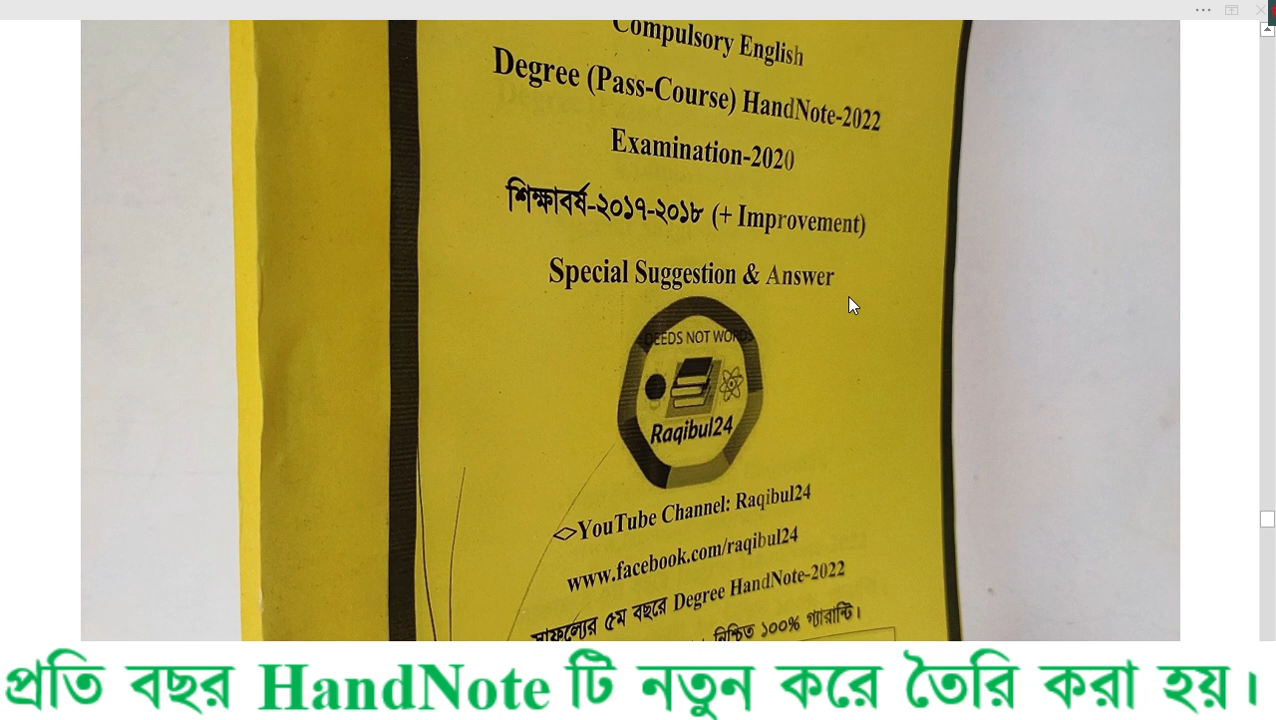 Compulsory English
Degree (Pass-Course) HandNote-2022
Examination-2020
শিক্ষাবর্ষ-২০১৭-২০১৮ (+ Improvement)
Special Suggestion & Answer
DEEDS NOT WORDS
Raqibul24
YouTube Channel: Raqibul24
www.facebook.com/raqibul24
সাফল্যের ৫ম বছরে Degree HandNote-2022
নিশ্চিত ১০০% গ্যারান্টি।
প্রতি বছর HandNote টি নতুন করে তৈরি করা হয়।